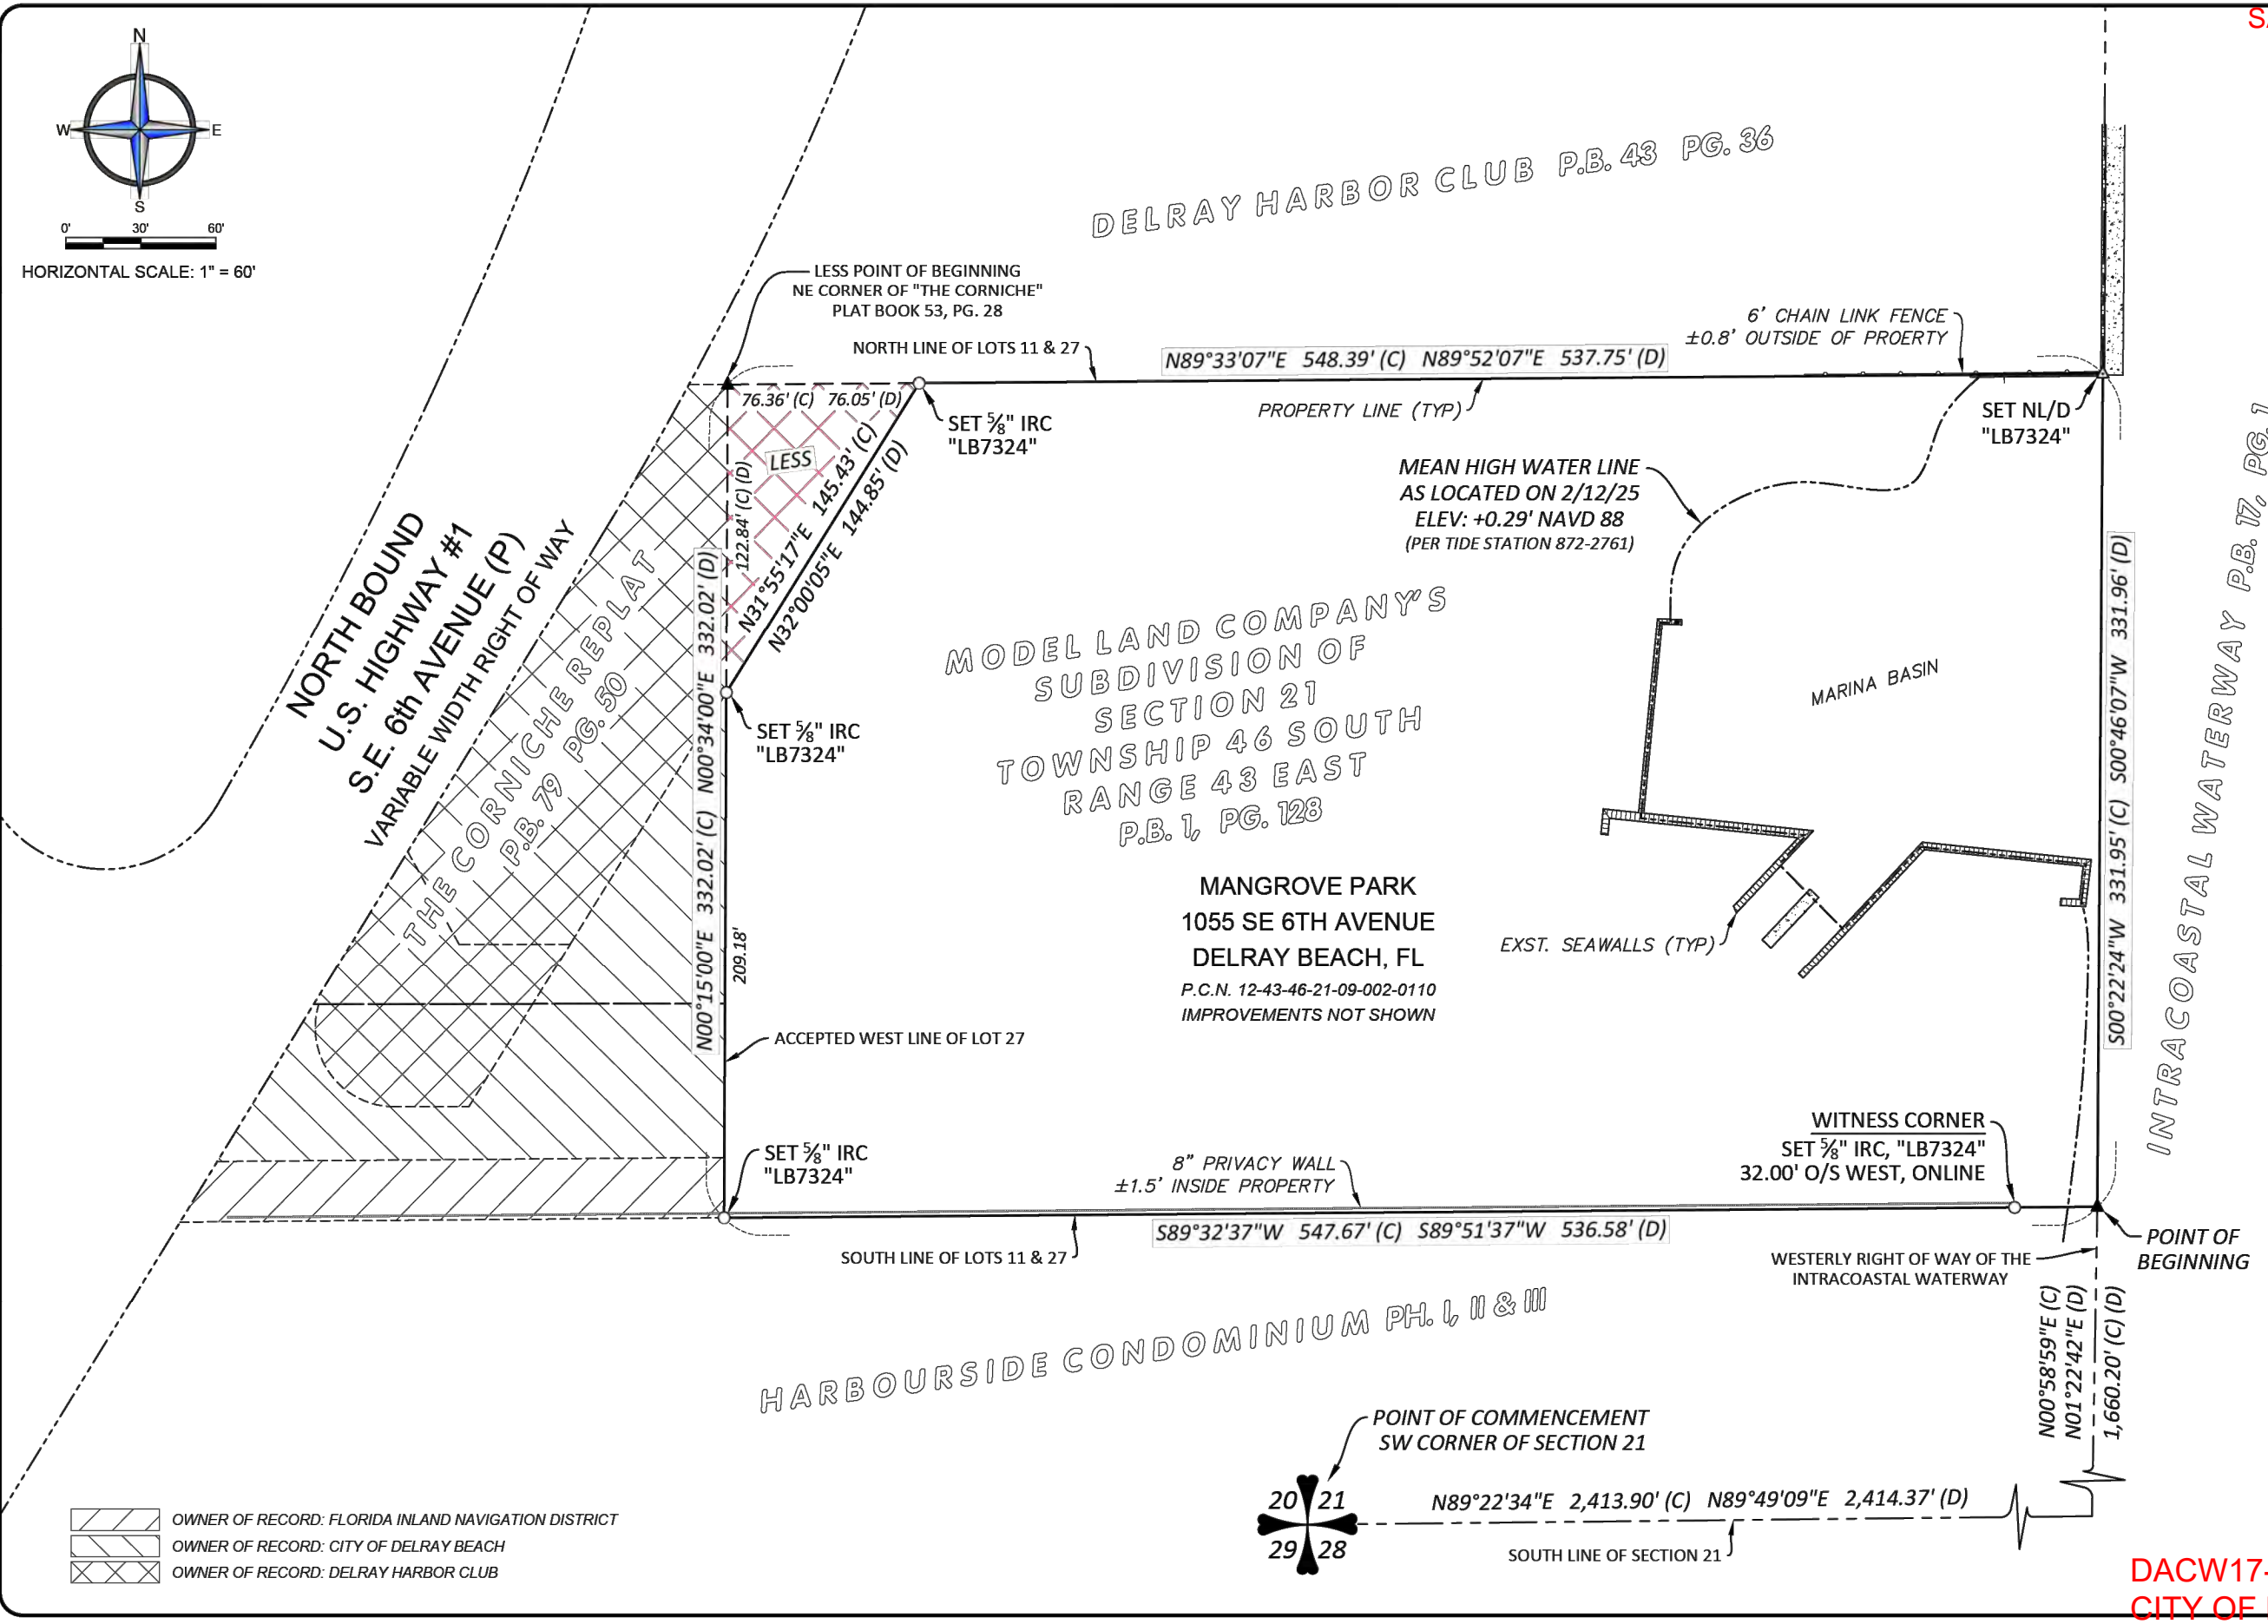 N
W E
S
0' 30' 60'
HORIZONTAL SCALE: 1" = 60'
DELRAY HARBOR CLUB P.B. 43 PG. 36
LESS POINT OF BEGINNING
NE CORNER OF "THE CORNICHE"
PLAT BOOK 53, PG. 28
NORTH LINE OF LOTS 11 & 27
N89°33'07"E 548.39' (C) N89°52'07"E 537.75' (D)
6' CHAIN LINK FENCE
±0.8' OUTSIDE OF PROERTY
PROPERTY LINE (TYP)
76.36' (C) 76.05' (D)
SET 5/8" IRC
"LB7324"
SET NL/D
"LB7324"
LESS
122.84' (C) (D)
N31°55'17"E 145.43' (C)
N32°00'05"E 144.85' (D)
MEAN HIGH WATER LINE
AS LOCATED ON 2/12/25
ELEV: +0.29' NAVD 88
(PER TIDE STATION 872-2761)
NORTH BOUND
U.S. HIGHWAY #1
S.E. 6th AVENUE (P)
VARIABLE WIDTH RIGHT OF WAY
THE CORNICHE REPLAT
P.B. 79 PG. 50
N00°15'00"E 332.02' (C) N00°34'00"E 332.02' (D)
209.18'
SET 5/8" IRC
"LB7324"
MODEL LAND COMPANY'S
SUBDIVISION OF
SECTION 21
TOWNSHIP 46 SOUTH
RANGE 43 EAST
P.B. 1, PG. 128
MARINA BASIN
MANGROVE PARK
1055 SE 6TH AVENUE
DELRAY BEACH, FL
P.C.N. 12-43-46-21-09-002-0110
IMPROVEMENTS NOT SHOWN
EXST. SEAWALLS (TYP)
S00°22'24"W 331.95' (C) S00°46'07"W 331.96' (D)
INTRACOASTAL WATERWAY P.B. 17, PG. 1
ACCEPTED WEST LINE OF LOT 27
SET 5/8" IRC
"LB7324"
8" PRIVACY WALL
±1.5' INSIDE PROPERTY
WITNESS CORNER
SET 5/8" IRC, "LB7324"
32.00' O/S WEST, ONLINE
S89°32'37"W 547.67' (C) S89°51'37"W 536.58' (D)
SOUTH LINE OF LOTS 11 & 27
POINT OF
BEGINNING
WESTERLY RIGHT OF WAY OF THE
INTRACOASTAL WATERWAY
HARBOURSIDE CONDOMINIUM PH. I, II & III
N00°58'59"E (C)
N01°22'42"E (D)
1,660.20' (C) (D)
POINT OF COMMENCEMENT
SW CORNER OF SECTION 21
20 21
29 28
N89°22'34"E 2,413.90' (C) N89°49'09"E 2,414.37' (D)
SOUTH LINE OF SECTION 21
OWNER OF RECORD: FLORIDA INLAND NAVIGATION DISTRICT
OWNER OF RECORD: CITY OF DELRAY BEACH
OWNER OF RECORD: DELRAY HARBOR CLUB
DACW17-
CITY OF